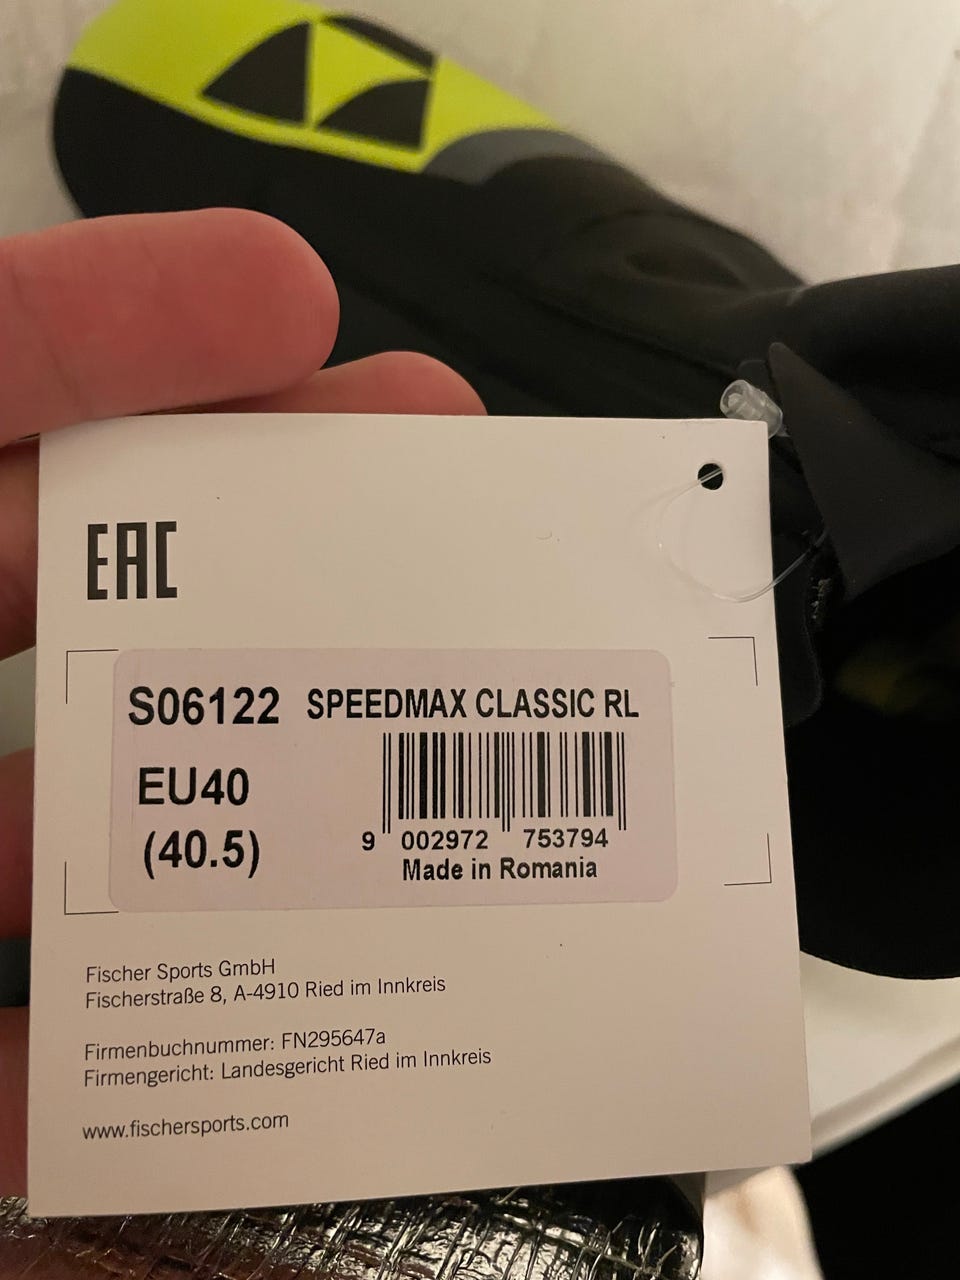 EAC
S06122 SPEEDMAX CLASSIC RL
EU40
(40.5)
9 002972 753794
Made in Romania
Fischer Sports GmbH
Fischerstraße 8, A-4910 Ried im Innkreis
Firmenbuchnummer: FN295647a
Firmengericht: Landesgericht Ried im Innkreis
www.fischersports.com